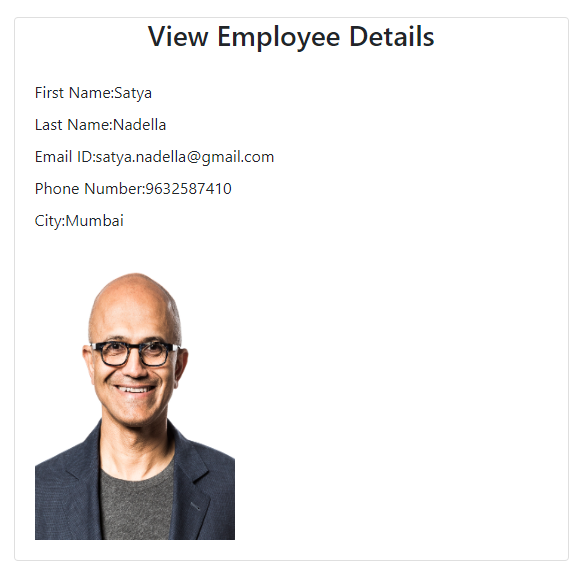 View Employee Details
First Name:Satya
Last Name:Nadella
Email ID:satya.nadella@gmail.com
Phone Number:9632587410
City:Mumbai